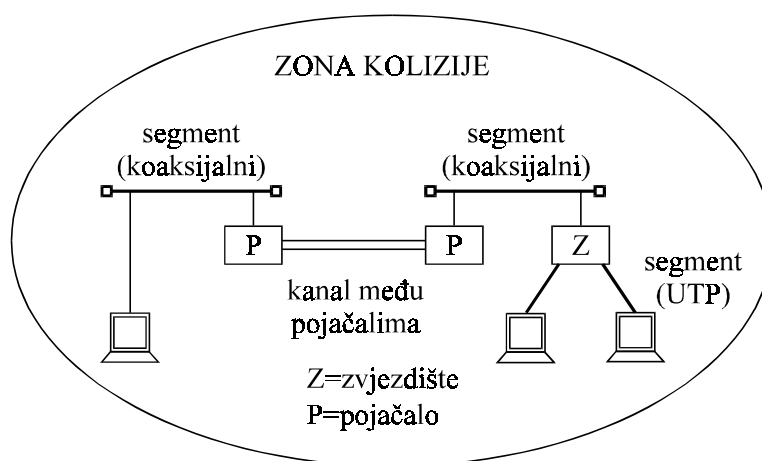 ZONA KOLIZIJE
segment
(koaksijalni)
segment
(koaksijalni)
P
P
Z
segment
(UTP)
kanal među
pojačalima
Z=zvjezdište
P=pojačalo